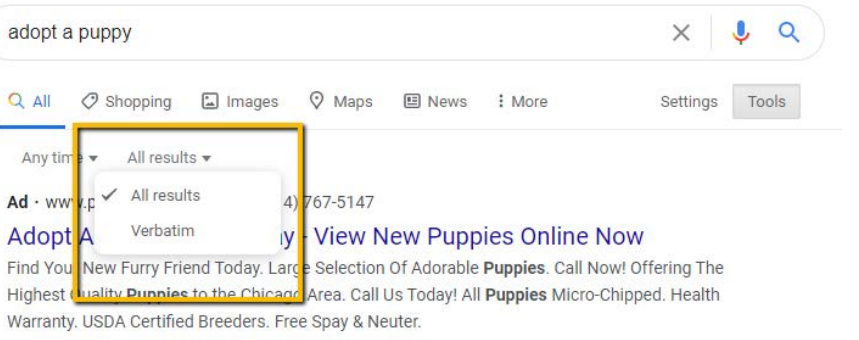 adopt a puppy
All Shopping Images Maps News More Settings Tools
Any time All results
All results
Verbatim
Ad · www.p 4) 767-5147
Adopt A y - View New Puppies Online Now
Find Your New Furry Friend Today. Large Selection Of Adorable Puppies. Call Now! Offering The
Highest Quality Puppies to the Chicago Area. Call Us Today! All Puppies Micro-Chipped. Health
Warranty. USDA Certified Breeders. Free Spay & Neuter.